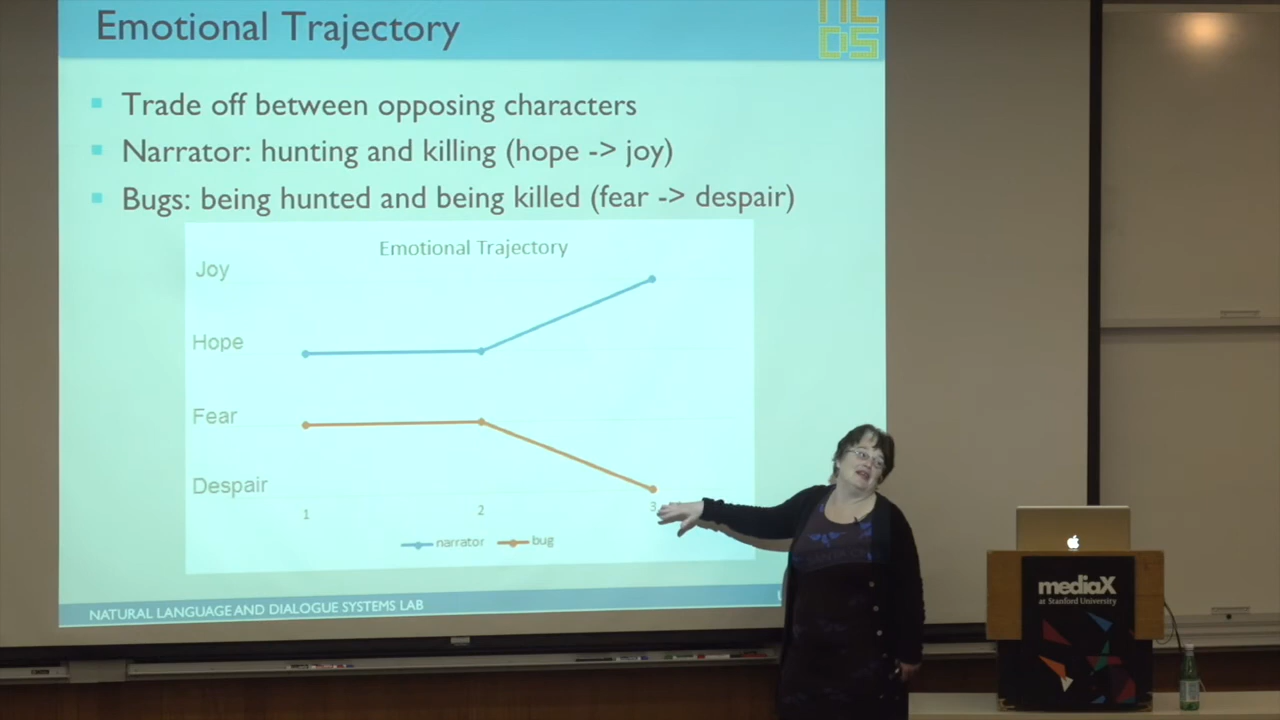 Emotional Trajectory
NLDS
Trade off between opposing characters
Narrator: hunting and killing (hope -> joy)
Bugs: being hunted and being killed (fear -> despair)
Emotional Trajectory
Joy
Hope
Fear
Despair
1 2 3
narrator bug
NATURAL LANGUAGE AND DIALOGUE SYSTEMS LAB
mediaX
at Stanford University